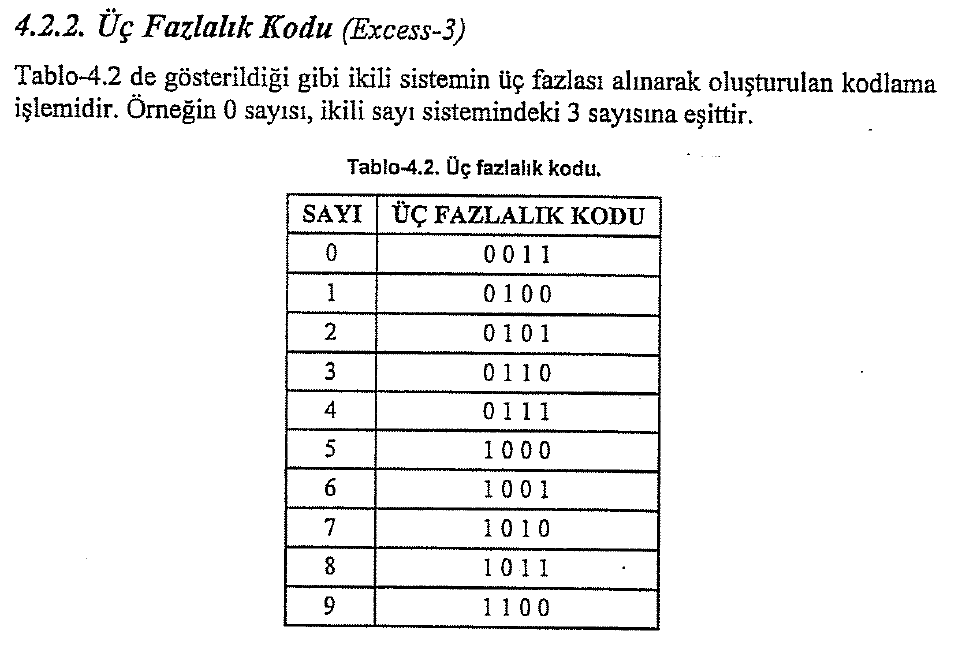 4.2.2. Üç Fazlalık Kodu (Excess-3)
Tablo-4.2 de gösterildiği gibi ikili sistemin üç fazlası alınarak oluşturulan kodlama
işlemidir. Örneğin 0 sayısı, ikili sayı sistemindeki 3 sayısına eşittir.
Tablo-4.2. Üç fazlalık kodu.
SAYI ÜÇ FAZLALIK KODU
0 0 0 1 1
1 0 1 0 0
2 0 1 0 1
3 0 1 1 0
4 0 1 1 1
5 1 0 0 0
6 1 0 0 1
7 1 0 1 0
8 1 0 1 1
9 1 1 0 0